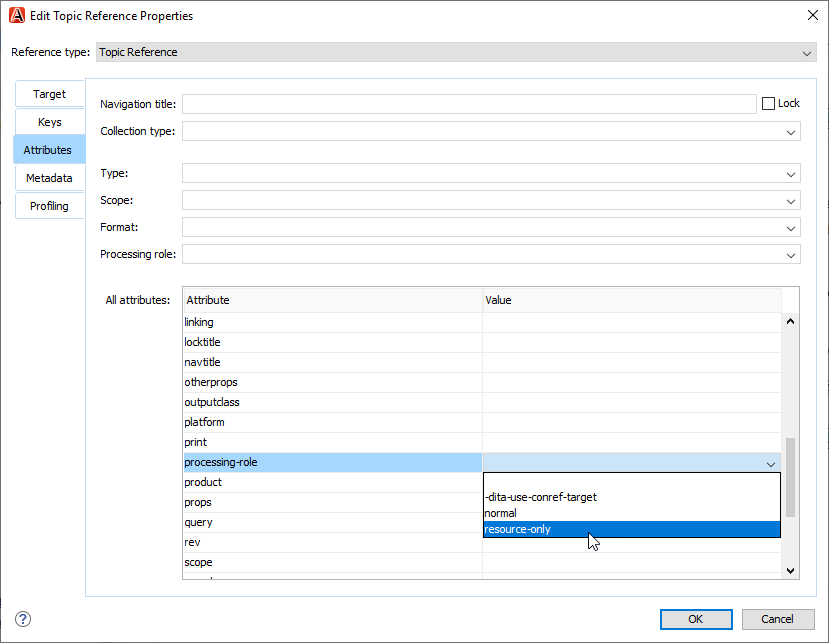 Edit Topic Reference Properties
Reference type: Topic Reference
Target
Keys
Attributes
Metadata
Profiling
Navigation title: Lock
Collection type:
Type:
Scope:
Format:
Processing role:
All attributes: Attribute Value
linking
locktitle
navtitle
otherprops
outputclass
platform
print
processing-role
product
props
query
rev
scope
-dita-use-conref-target
normal
resource-only
? OK Cancel